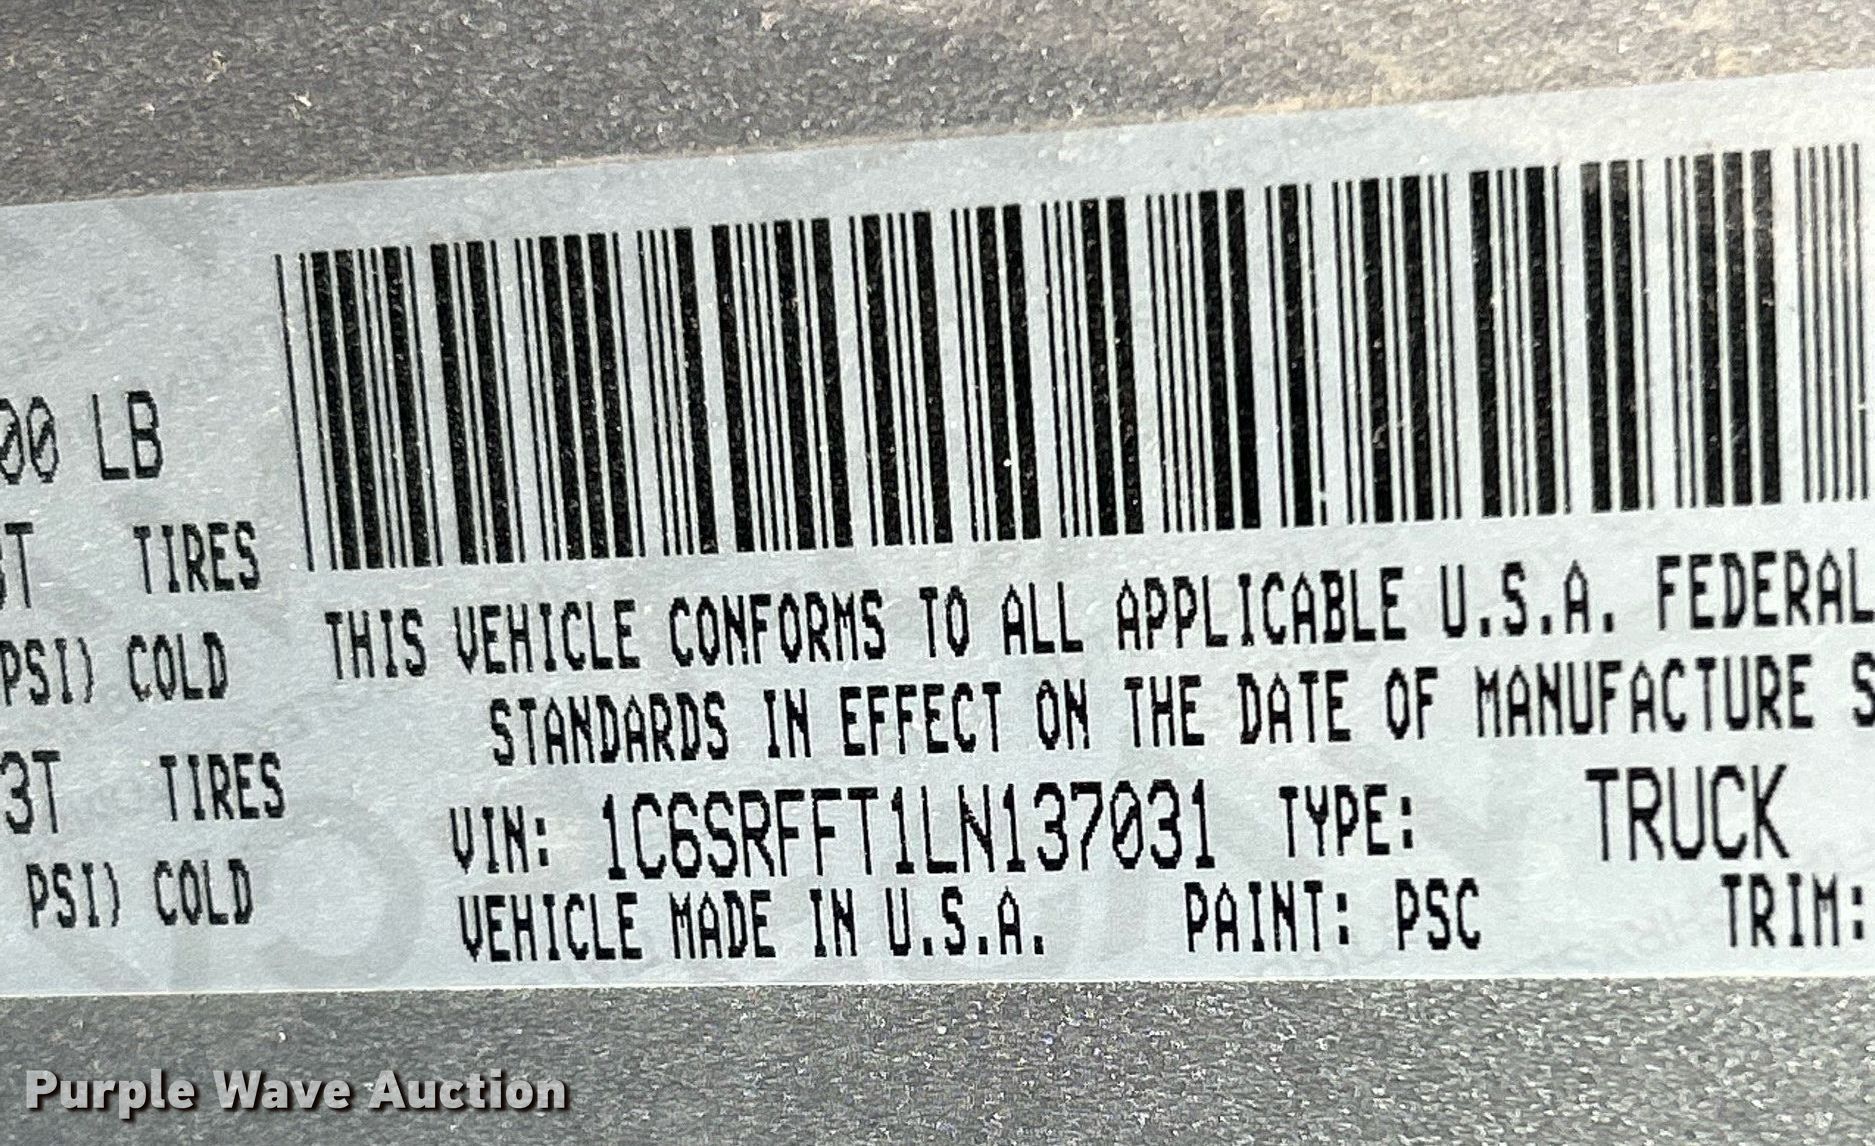 00 LB
3T TIRES
PSI) COLD
3T TIRES
PSI) COLD
THIS VEHICLE CONFORMS TO ALL APPLICABLE U.S.A. FEDERAL
STANDARDS IN EFFECT ON THE DATE OF MANUFACTURE S
VIN: 1C6SRFFT1LN137031 TYPE: TRUCK
VEHICLE MADE IN U.S.A. PAINT: PSC TRIM:
Purple Wave Auction